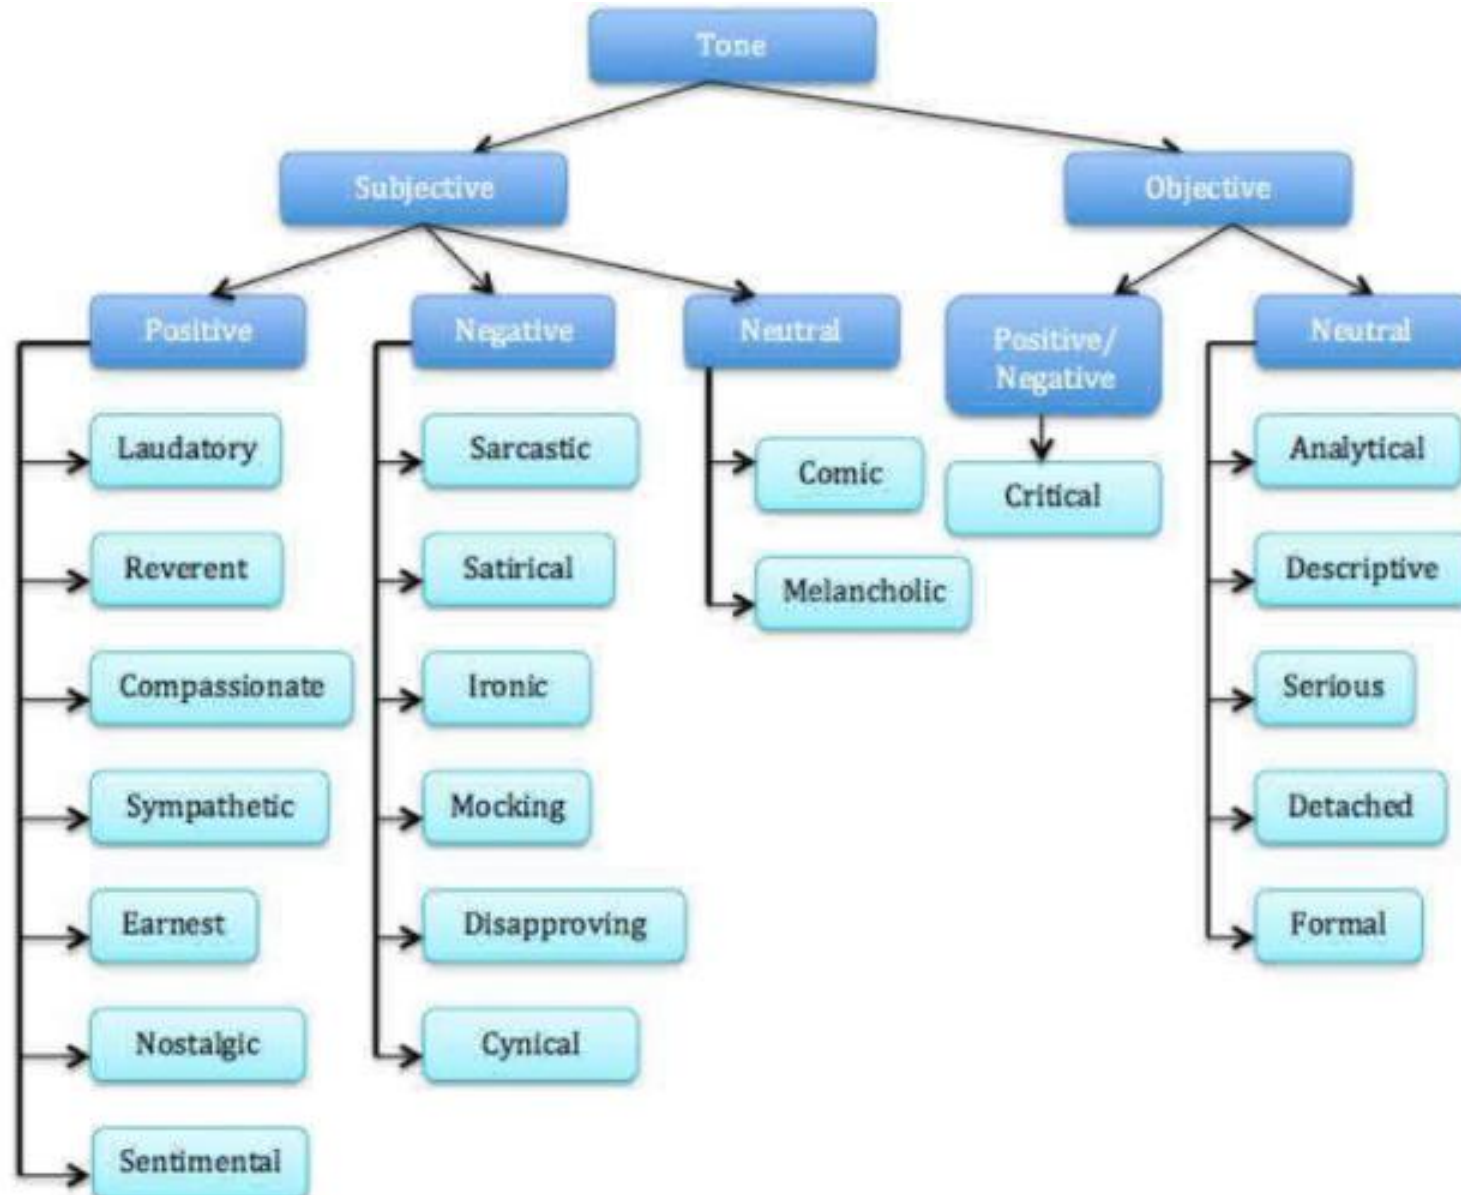 Tone
Subjective
Objective
Positive
Negative
Neutral
Positive/
Negative
Neutral
Laudatory
Reverent
Compassionate
Sympathetic
Earnest
Nostalgic
Sentimental
Sarcastic
Satirical
Ironic
Mocking
Disapproving
Cynical
Comic
Melancholic
Critical
Analytical
Descriptive
Serious
Detached
Formal